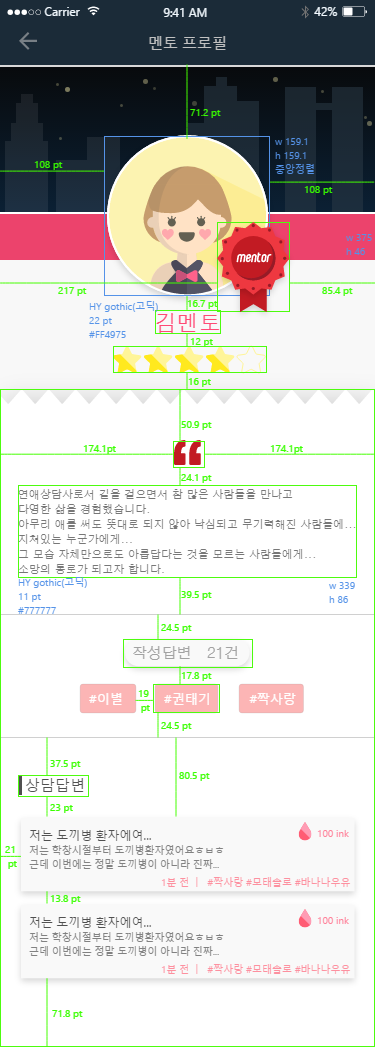 Carrier 9:41 AM 42%
멘토 프로필
71.2 pt
w 159.1
h 159.1
중앙정렬
108 pt
108 pt
w 375
h 46
mentor
217 pt
85.4 pt
16.7 pt
HY gothic(고딕)
22 pt
#FF4975
김멘토
12 pt
16 pt
50.9 pt
174.1pt
174.1pt
24.1 pt
연애상담사로서 길을 걸으면서 참 많은 사람들을 만나고
다영한 삶을 경험했습니다.
아무리 애를 써도 뜻대로 되지 않아 낙심되고 무기력해진 사람들에...
지쳐있는 누군가에게...
그 모습 자체만으로도 아름답다는 것을 모르는 사람들에게...
소망의 통로가 되고자 합니다.
HY gothic(고딕)
11 pt
#777777
39.5 pt
w 339
h 86
24.5 pt
작성답변 21건
17.8 pt
#이별
19 pt
#권태기
#짝사랑
24.5 pt
37.5 pt
80.5 pt
상담답변
23 pt
21 pt
저는 도끼병 환자에여...
100 ink
저는 학창시절부터 도끼병환자였어요ㅎㅂㅎ
근데 이번에는 정말 도끼병이 아니라 진짜...
1분 전 ㅣ #짝사랑 #모태솔로 #바나나우유
13.8 pt
저는 도끼병 환자에여...
100 ink
저는 학창시절부터 도끼병환자였어요ㅎㅂㅎ
근데 이번에는 정말 도끼병이 아니라 진짜...
1분 전 ㅣ #짝사랑 #모태솔로 #바나나우유
71.8 pt